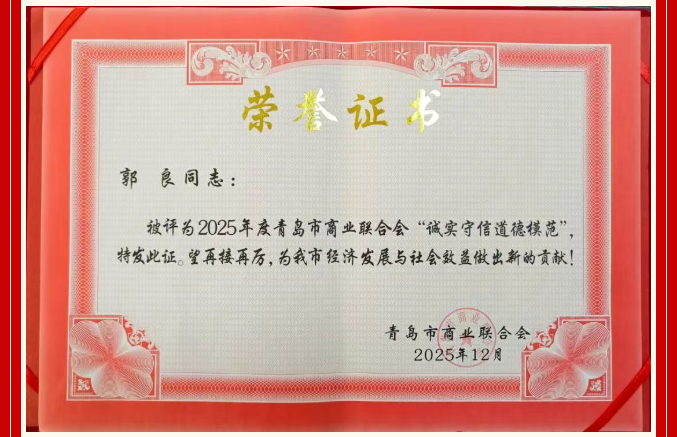 荣誉证书
郭 良同志：
被评为2025年度青岛市商业联合会“诚实守信道德模范”，
特发此证。望再接再厉，为我市经济发展与社会效益做出新的贡献！
青岛市商业联合会
2025年12月